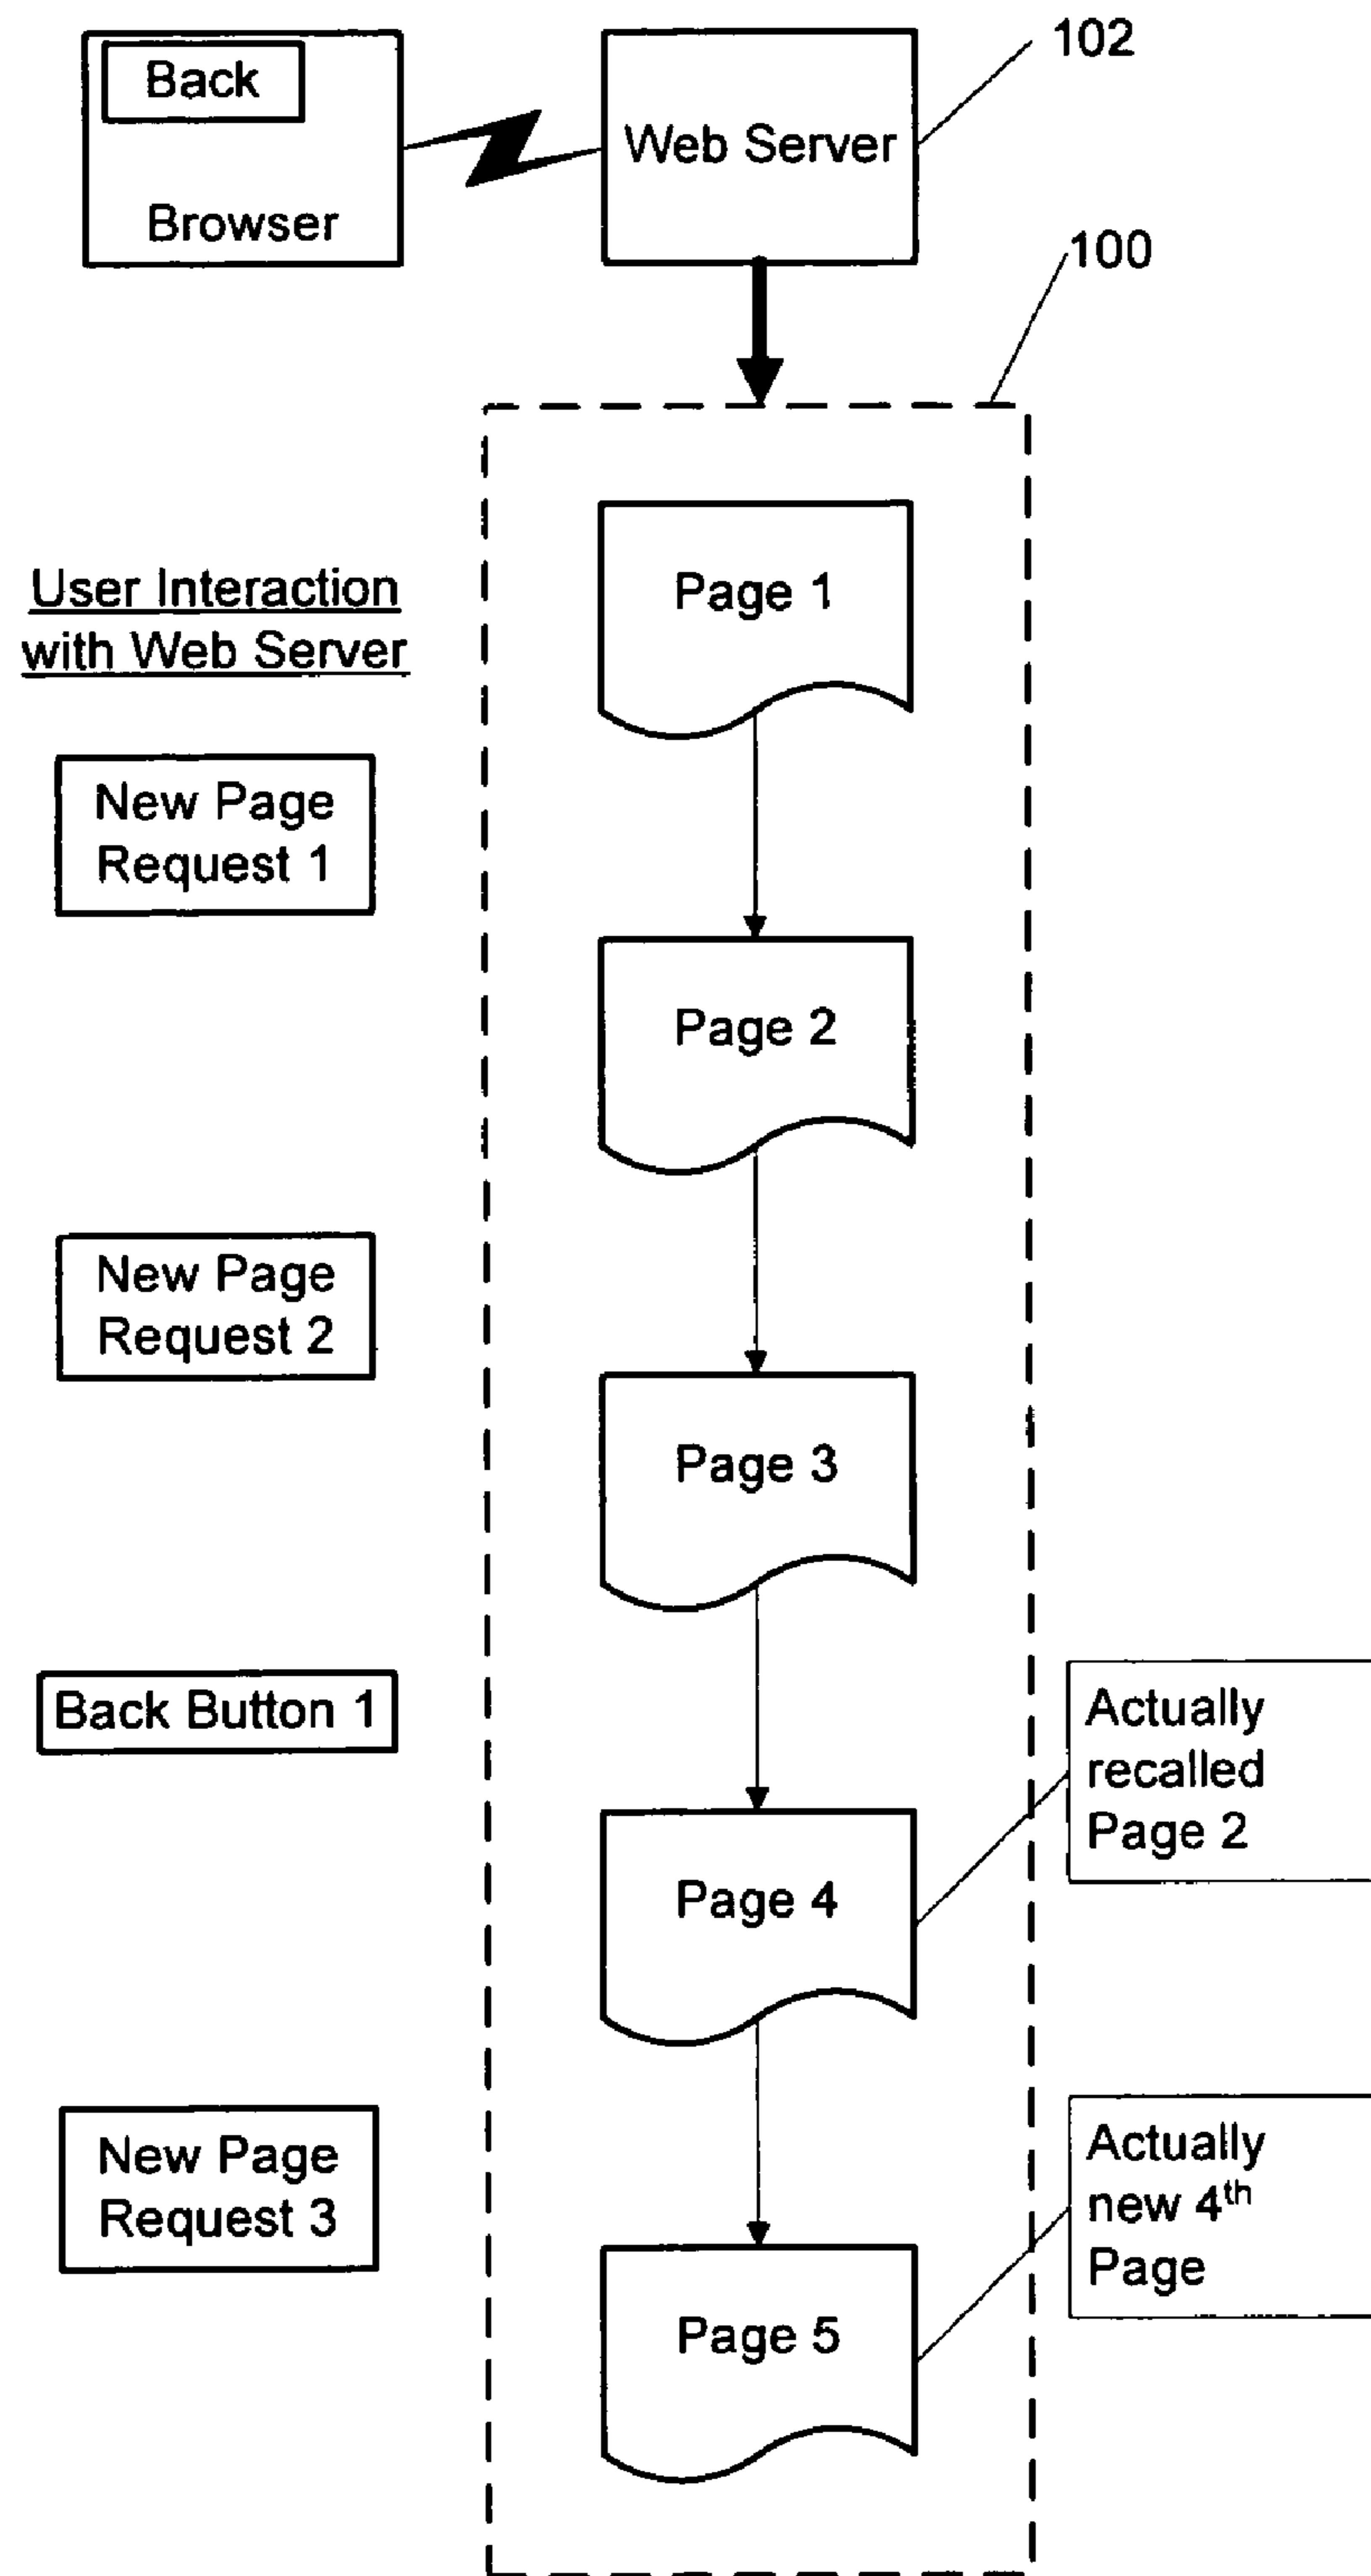 Back
Browser
Web Server
102
100
User Interaction
with Web Server
Page 1
New Page
Request 1
Page 2
New Page
Request 2
Page 3
Back Button 1
Actually
recalled
Page 2
Page 4
New Page
Request 3
Actually
new 4th
Page
Page 5